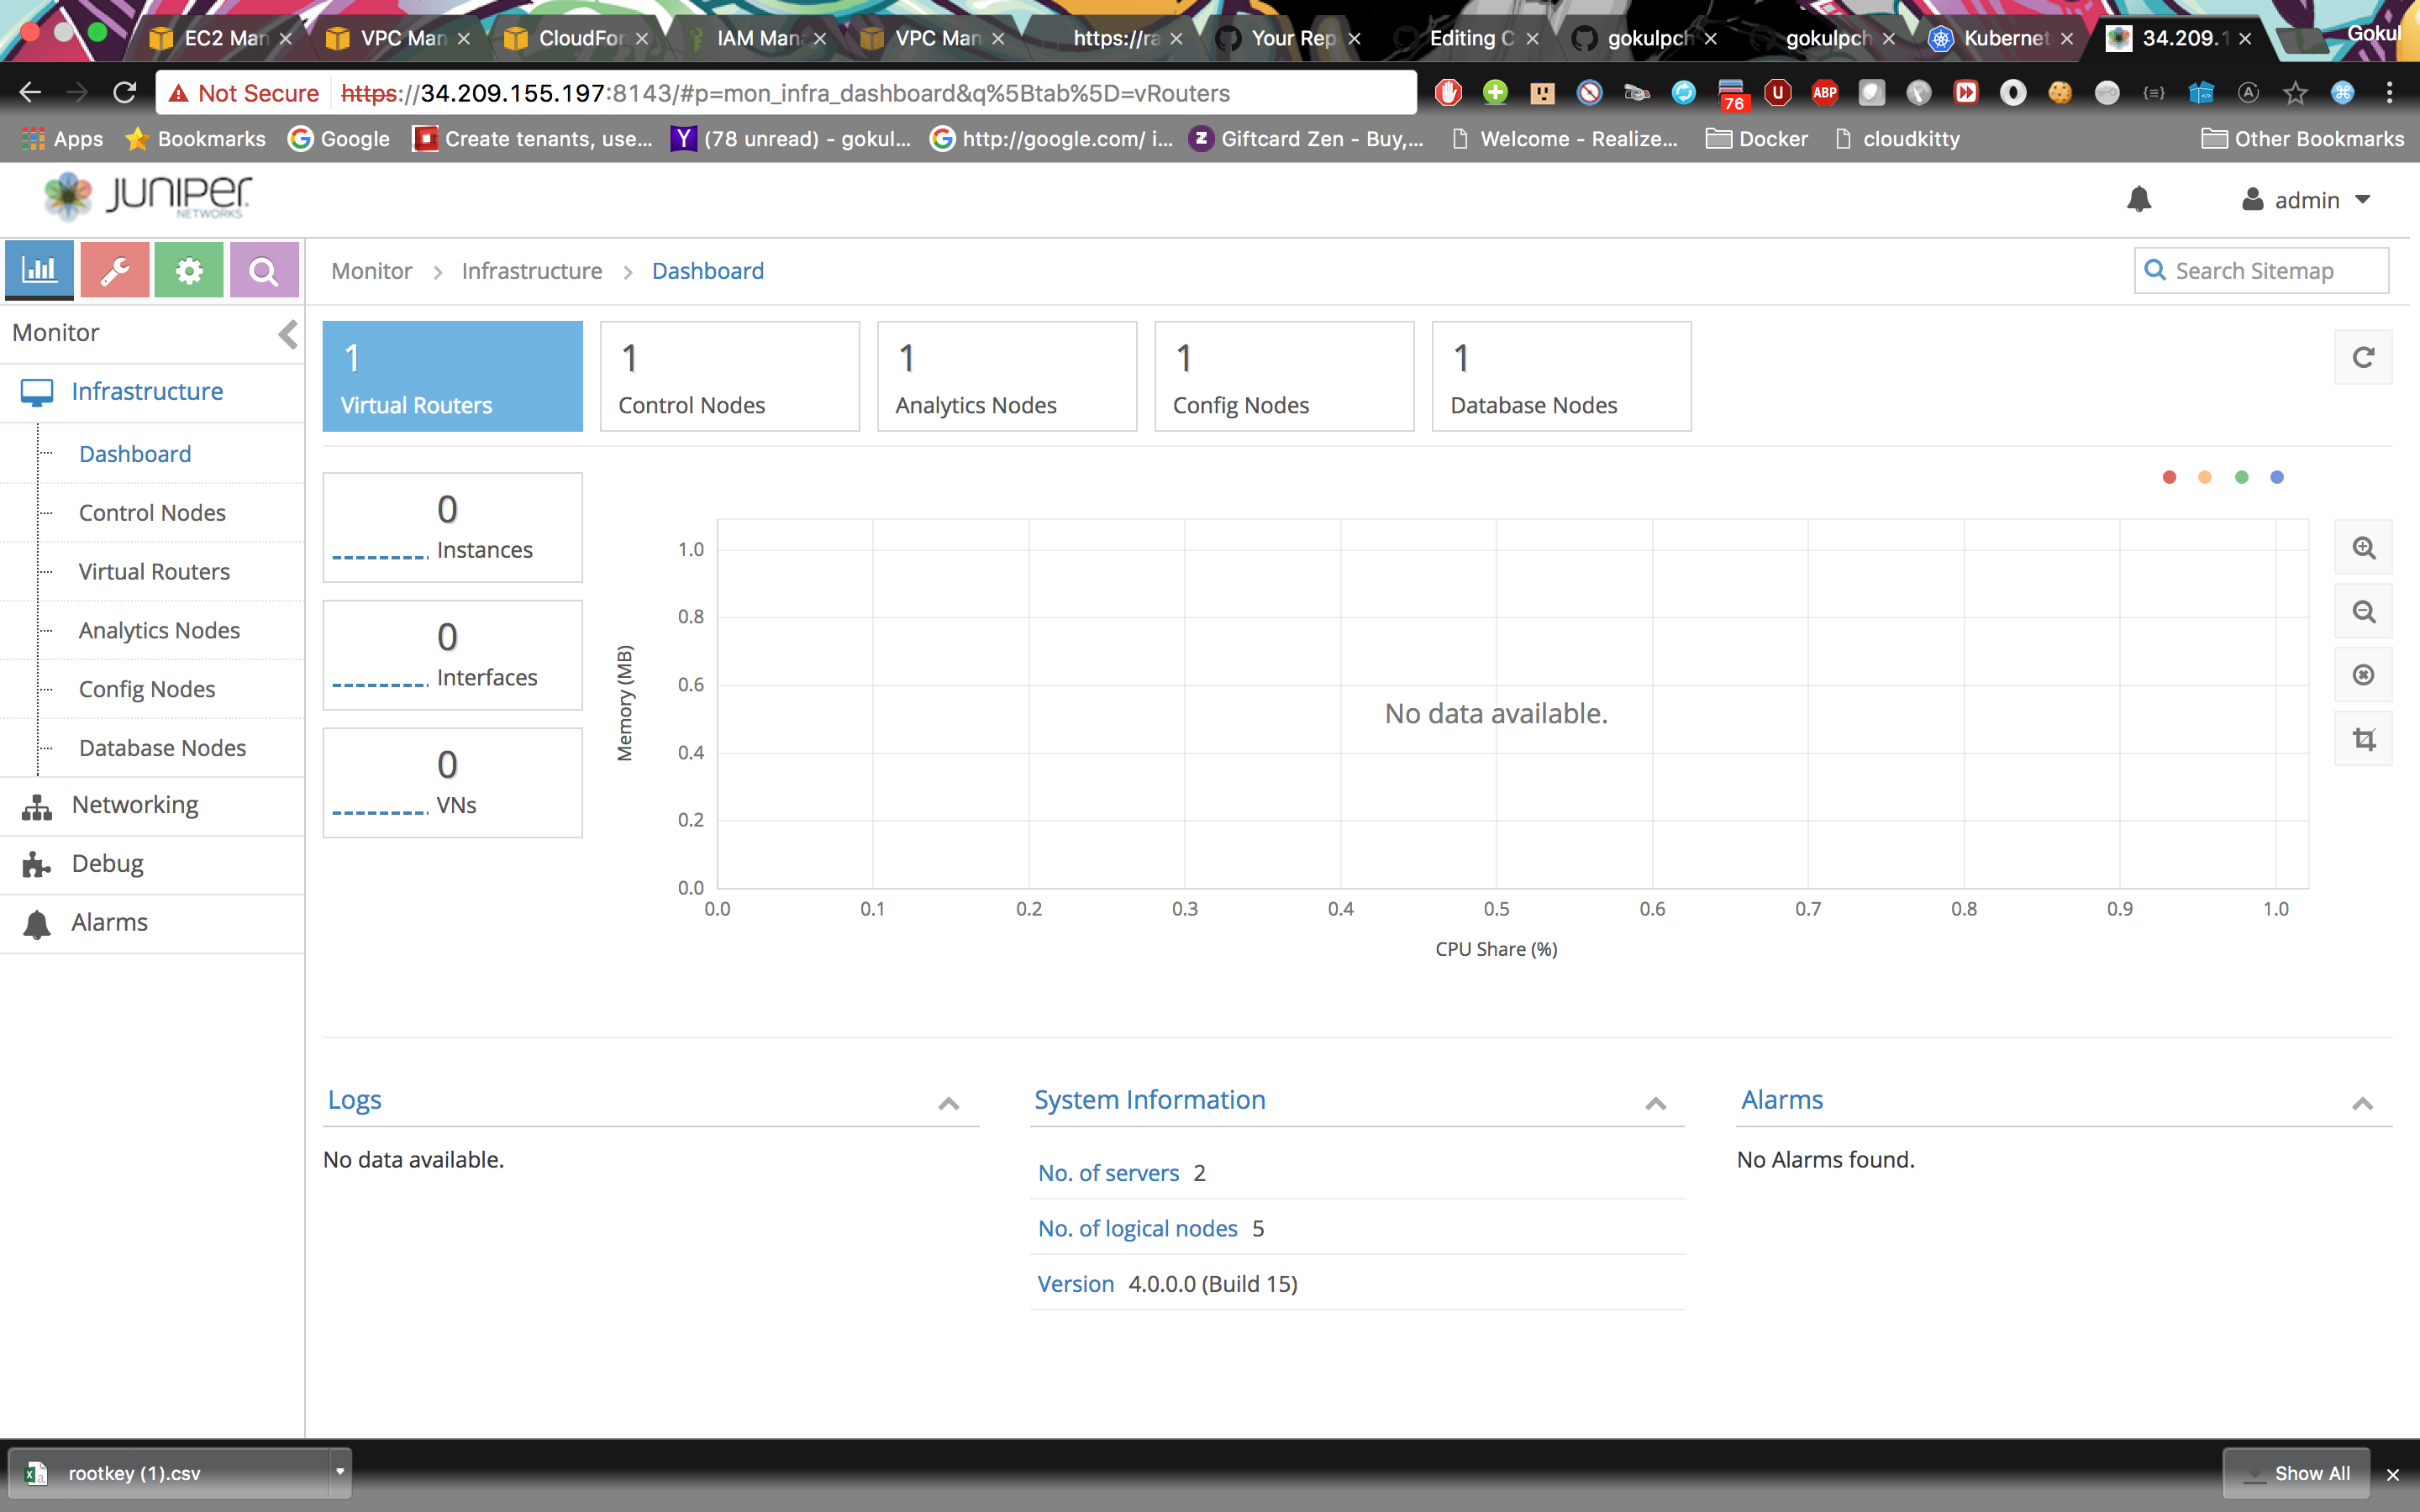 EC2 Man
VPC Man
CloudFor
IAM Man
VPC Man
https://ra
Your Rep
Editing C
gokulpch
gokulpch
Kubernet
34.209.1
Gokul
Not Secure
https://34.209.155.197:8143/#p=mon_infra_dashboard&q%5Btab%5D=vRouters
76
ABP
Apps
Bookmarks
Google
Create tenants, use...
(78 unread) - gokul...
http://google.com/ i...
Giftcard Zen - Buy,...
Welcome - Realize...
Docker
cloudkitty
Other Bookmarks
JUNIPER
NETWORKS
admin
Monitor > Infrastructure > Dashboard
Search Sitemap
Monitor
Infrastructure
Dashboard
Control Nodes
Virtual Routers
Analytics Nodes
Config Nodes
Database Nodes
Networking
Debug
Alarms
1
Virtual Routers
1
Control Nodes
1
Analytics Nodes
1
Config Nodes
1
Database Nodes
0
Instances
0
Interfaces
0
VNs
Memory (MB)
1.0
0.8
0.6
0.4
0.2
0.0
No data available.
0.0 0.1 0.2 0.3 0.4 0.5 0.6 0.7 0.8 0.9 1.0
CPU Share (%)
Logs
No data available.
System Information
No. of servers 2
No. of logical nodes 5
Version 4.0.0.0 (Build 15)
Alarms
No Alarms found.
rootkey (1).csv
Show All